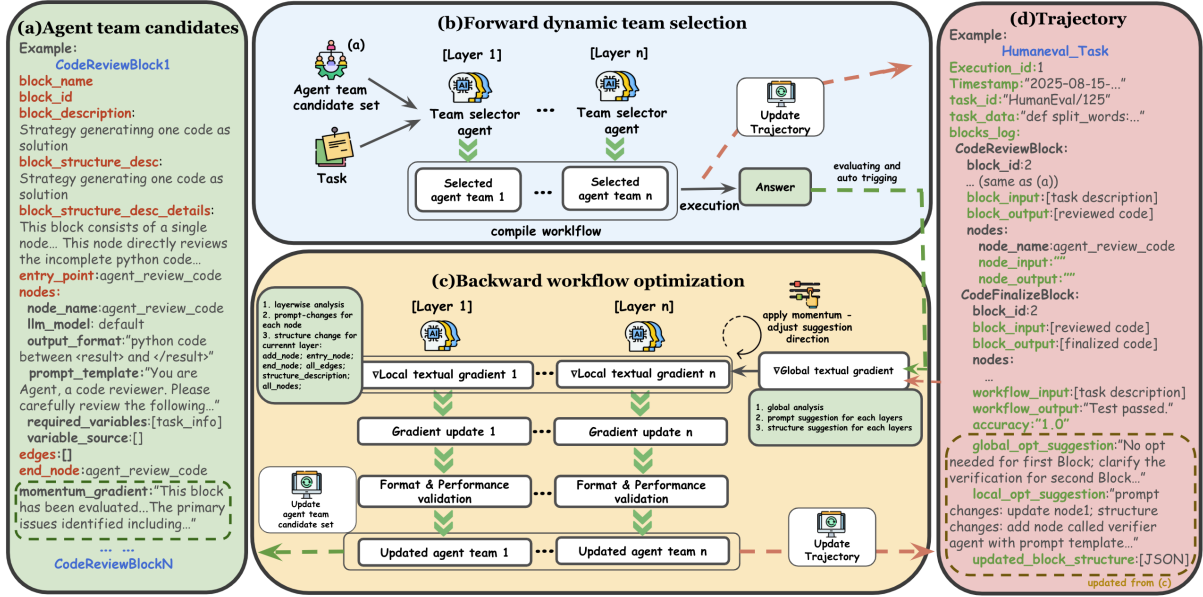 (a)Agent team candidates
Example:
CodeReviewBlock1
block_name
block_id
block_description:
Strategy generating one code as
solution
block_structure_desc:
Strategy generating one code as
solution
block_structure_desc_details:
This block consists of a single
node... This node directly reviews
the incomplete python code...
entry_point:agent_review_code
nodes:
node_name:agent_review_code
llm_model: default
output_format:"python code
between <result> and </result>"
prompt_template:"You are
Agent, a code reviewer. Please
carefully review the following..."
required_variables:[task_info]
variable_source:[]
edges:[]
end_node:agent_review_code
momentum_gradient:"This block
has been evaluated...The primary
issues identified including..."
... ...
CodeReviewBlockN
(b)Forward dynamic team selection
(a)
Agent team
candidate set
Task
[Layer 1]
Team selector
agent
...
[Layer n]
Team selector
agent
Selected
agent team 1
...
Selected
agent team n
compile worklflow
execution
Update
Trajectory
Answer
evaluating and
auto trigging
(c)Backward workflow optimization
1. layerwise analysis
2. prompt-changes for
each node
3. structure change for
curremt layer:
add_node; entry_node;
end_node; all_edges;
structure_description;
all_nodes;
[Layer 1]
[Layer n]
...
apply momentum -
adjust suggestion
direction
∇Local textual gradient 1
...
∇Local textual gradient n
∇Global textual gradient
1. global analysis
2. prompt suggestion for each layers
3. structure suggestion for each layers
Gradient update 1
...
Gradient update n
Format & Performance
validation
...
Format & Performance
validation
Update
agent team
candidate set
Updated agent team 1
...
Updated agent team n
Update
Trajectory
(d)Trajectory
Example:
Humaneval_Task
Execution_id:1
Timestamp:"2025-08-15-..."
task_id:"HumanEval/125"
task_data:"def split_words:..."
blocks_log:
CodeReviewBlock:
block_id:2
... (same as (a))
block_input:[task description]
block_output:[reviewed code]
nodes:
node_name:agent_review_code
node_input:""
node_output:""
CodeFinalizeBlock:
block_id:2
block_input:[reviewed code]
block_output:[finalized code]
nodes:
...
workflow_input:[task description]
workflow_output:"Test passed."
accuracy:"1.0"
global_opt_suggestion:"No opt
needed for first Block; clarify the
verification for second Block..."
local_opt_suggestion:"prompt
changes: update node1; structure
changes: add node called verifier
agent with prompt template..."
updated_block_structure:[JSON]
updated from (c)